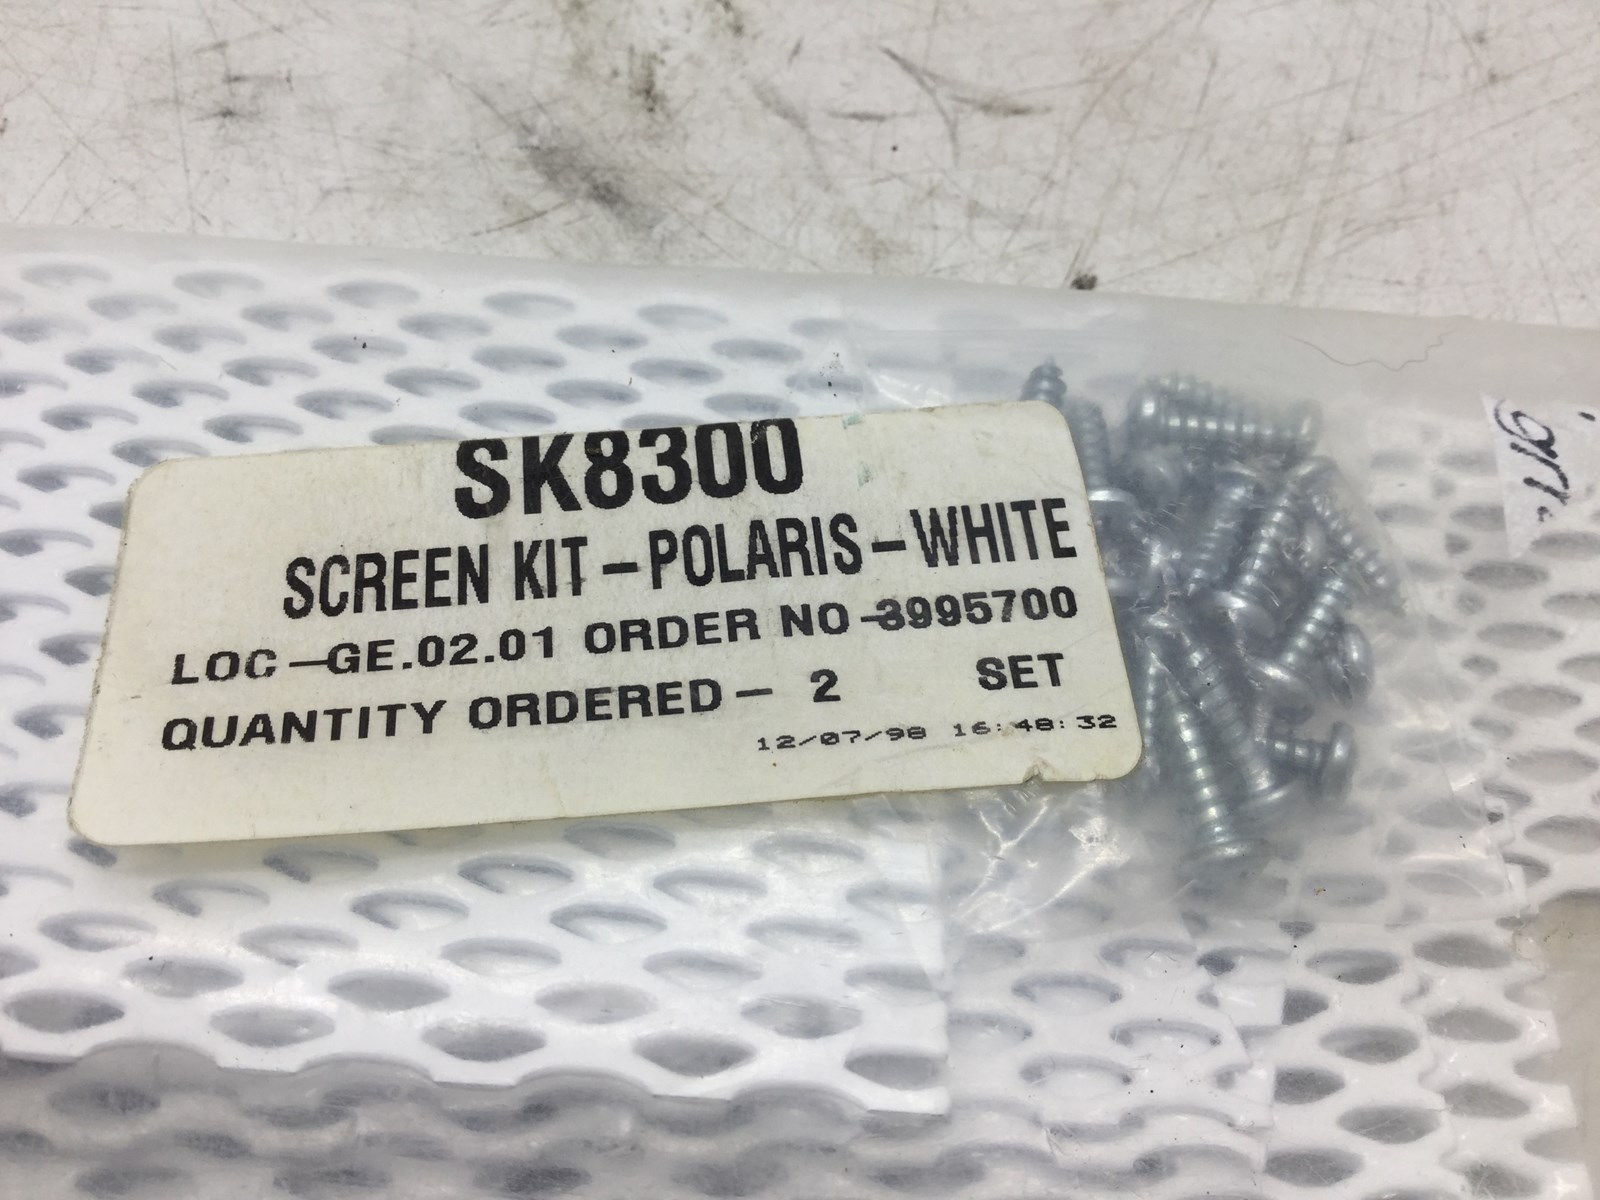 SK8300
SCREEN KIT-POLARIS-WHITE
LOC-GE.02.01 ORDER NO-3995700
QUANTITY ORDERED- 2 SET
12/07/98 16:48:32